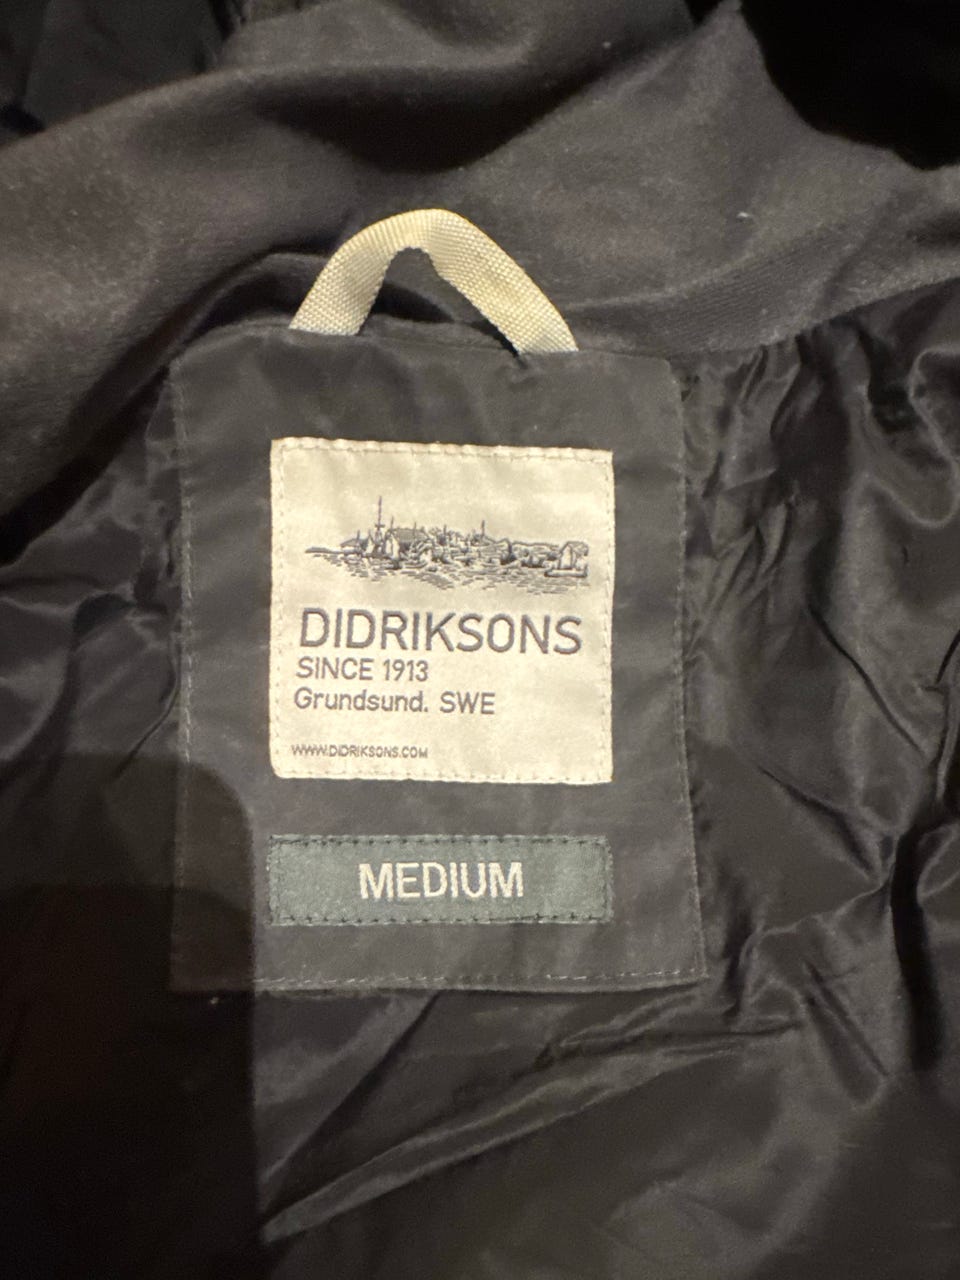 DIDRIKSONS
SINCE 1913
Grundsund. SWE
WWW.DIDRIKSONS.COM
MEDIUM